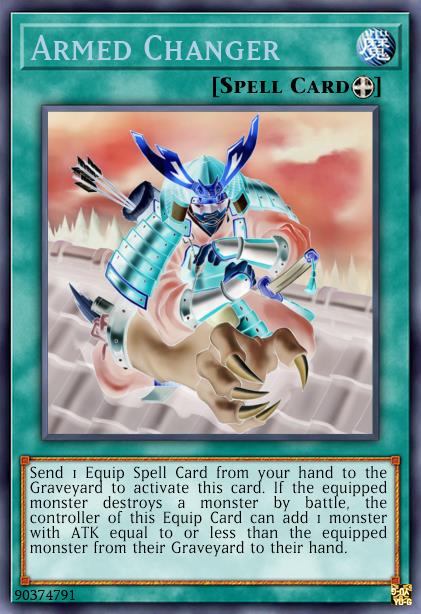 ARMED CHANGER
魔
[SPELL CARD]
Send 1 Equip Spell Card from your hand to the
Graveyard to activate this card. If the equipped
monster destroys a monster by battle, the
controller of this Equip Card can add 1 monster
with ATK equal to or less than the equipped
monster from their Graveyard to their hand.
90374791